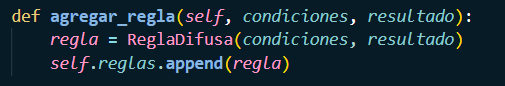 def agregar_regla(self, condiciones, resultado):
    regla = ReglaDifusa(condiciones, resultado)
    self.reglas.append(regla)